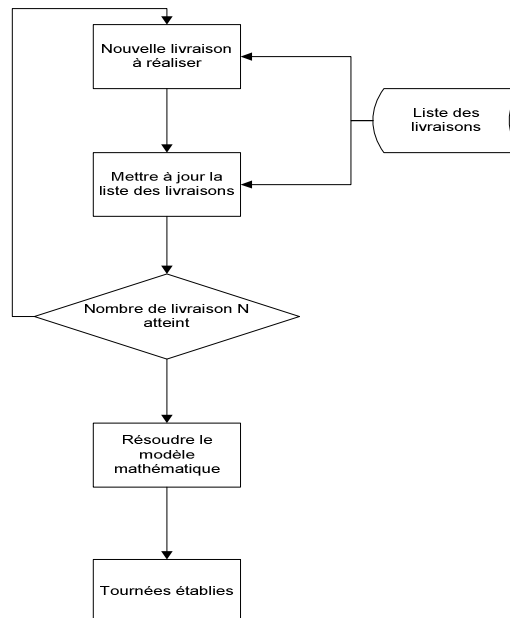 Nouvelle livraison
à réaliser
Liste des
livraisons
Mettre à jour la
liste des livraisons
Nombre de livraison N
atteint
Résoudre le
modèle
mathématique
Tournées établies